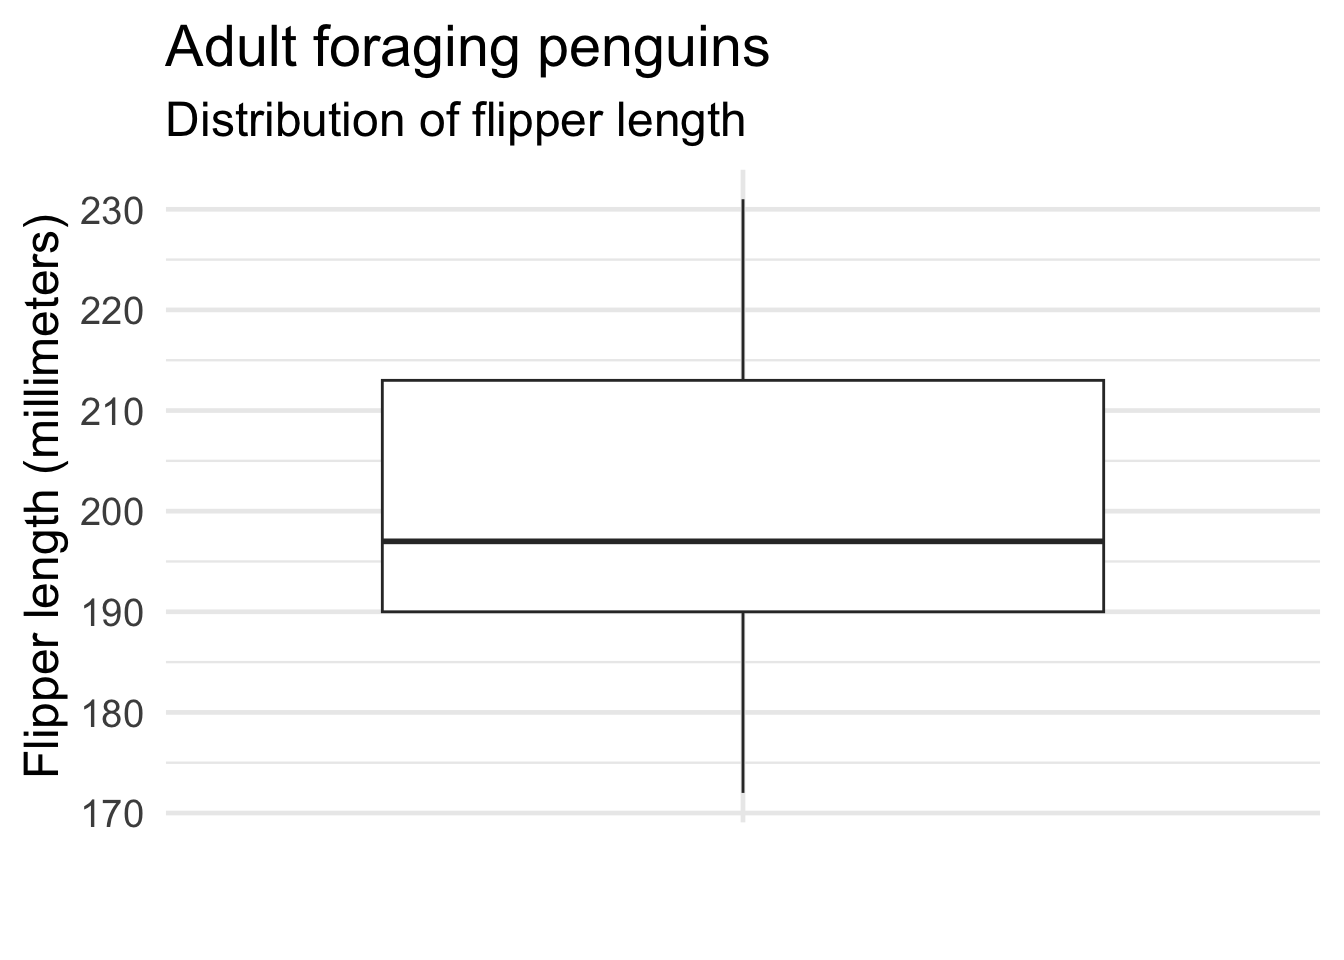 Adult foraging penguins
Distribution of flipper length
Flipper length (millimeters)
230
220
210
200
190
180
170